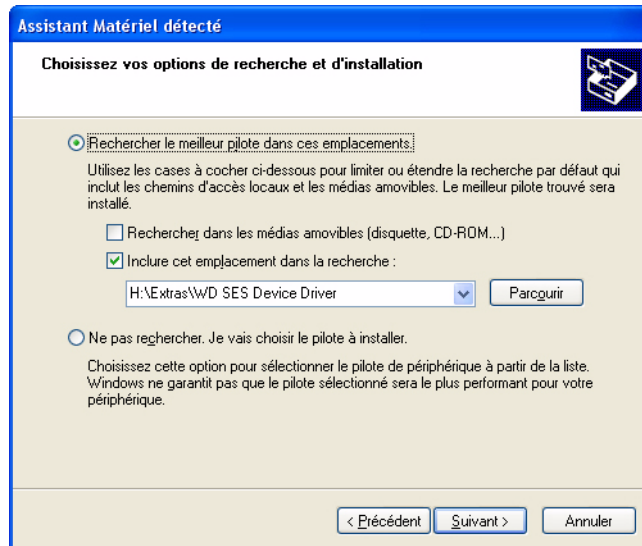 Assistant Matériel détecté
Choisissez vos options de recherche et d'installation
Rechercher le meilleur pilote dans ces emplacements.
Utilisez les cases à cocher ci-dessous pour limiter ou étendre la recherche par défaut qui
inclut les chemins d'accès locaux et les médias amovibles. Le meilleur pilote trouvé sera
installé.
Rechercher dans les médias amovibles (disquette, CD-ROM...)
Inclure cet emplacement dans la recherche :
H:\Extras\WD SES Device Driver
Parcourir
Ne pas rechercher. Je vais choisir le pilote à installer.
Choisissez cette option pour sélectionner le pilote de périphérique à partir de la liste.
Windows ne garantit pas que le pilote sélectionné sera le plus performant pour votre
périphérique.
< Précédent
Suivant >
Annuler